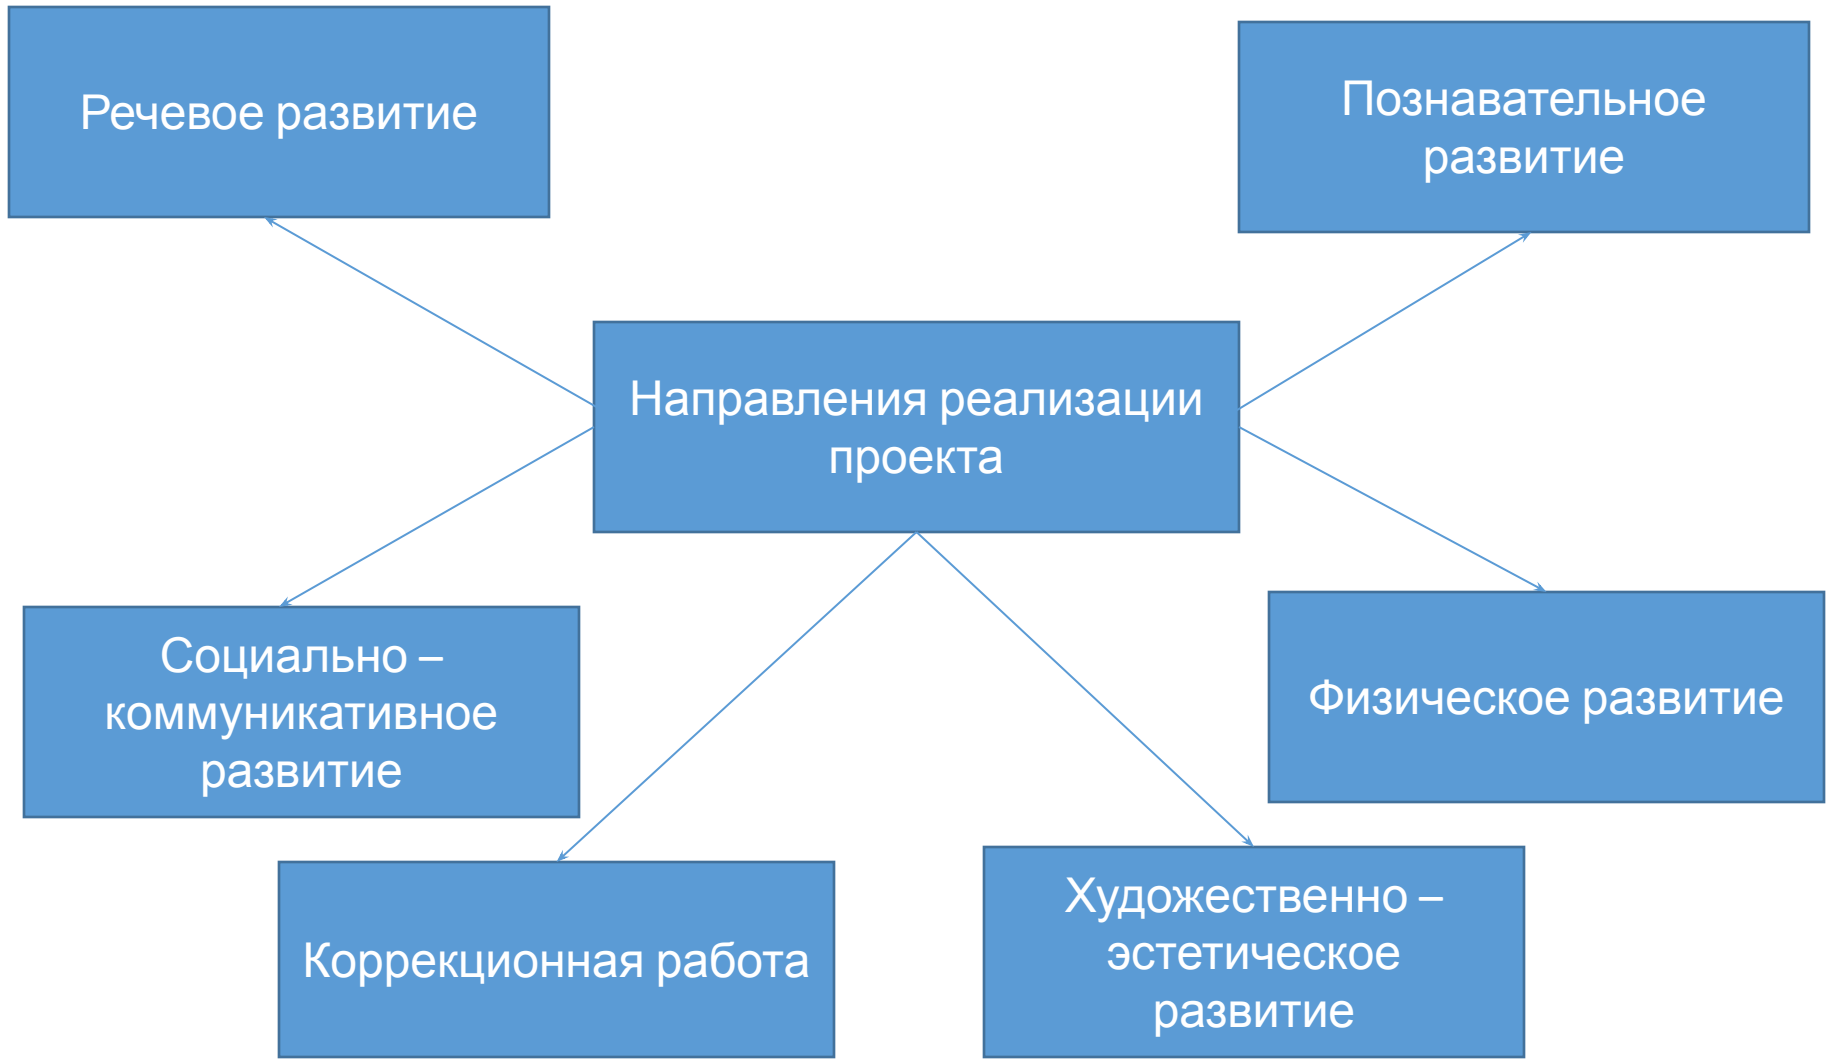 Речевое развитие
Познавательное
развитие
Направления реализации
проекта
Социально –
коммуникативное
развитие
Физическое развитие
Коррекционная работа
Художественно –
эстетическое
развитие